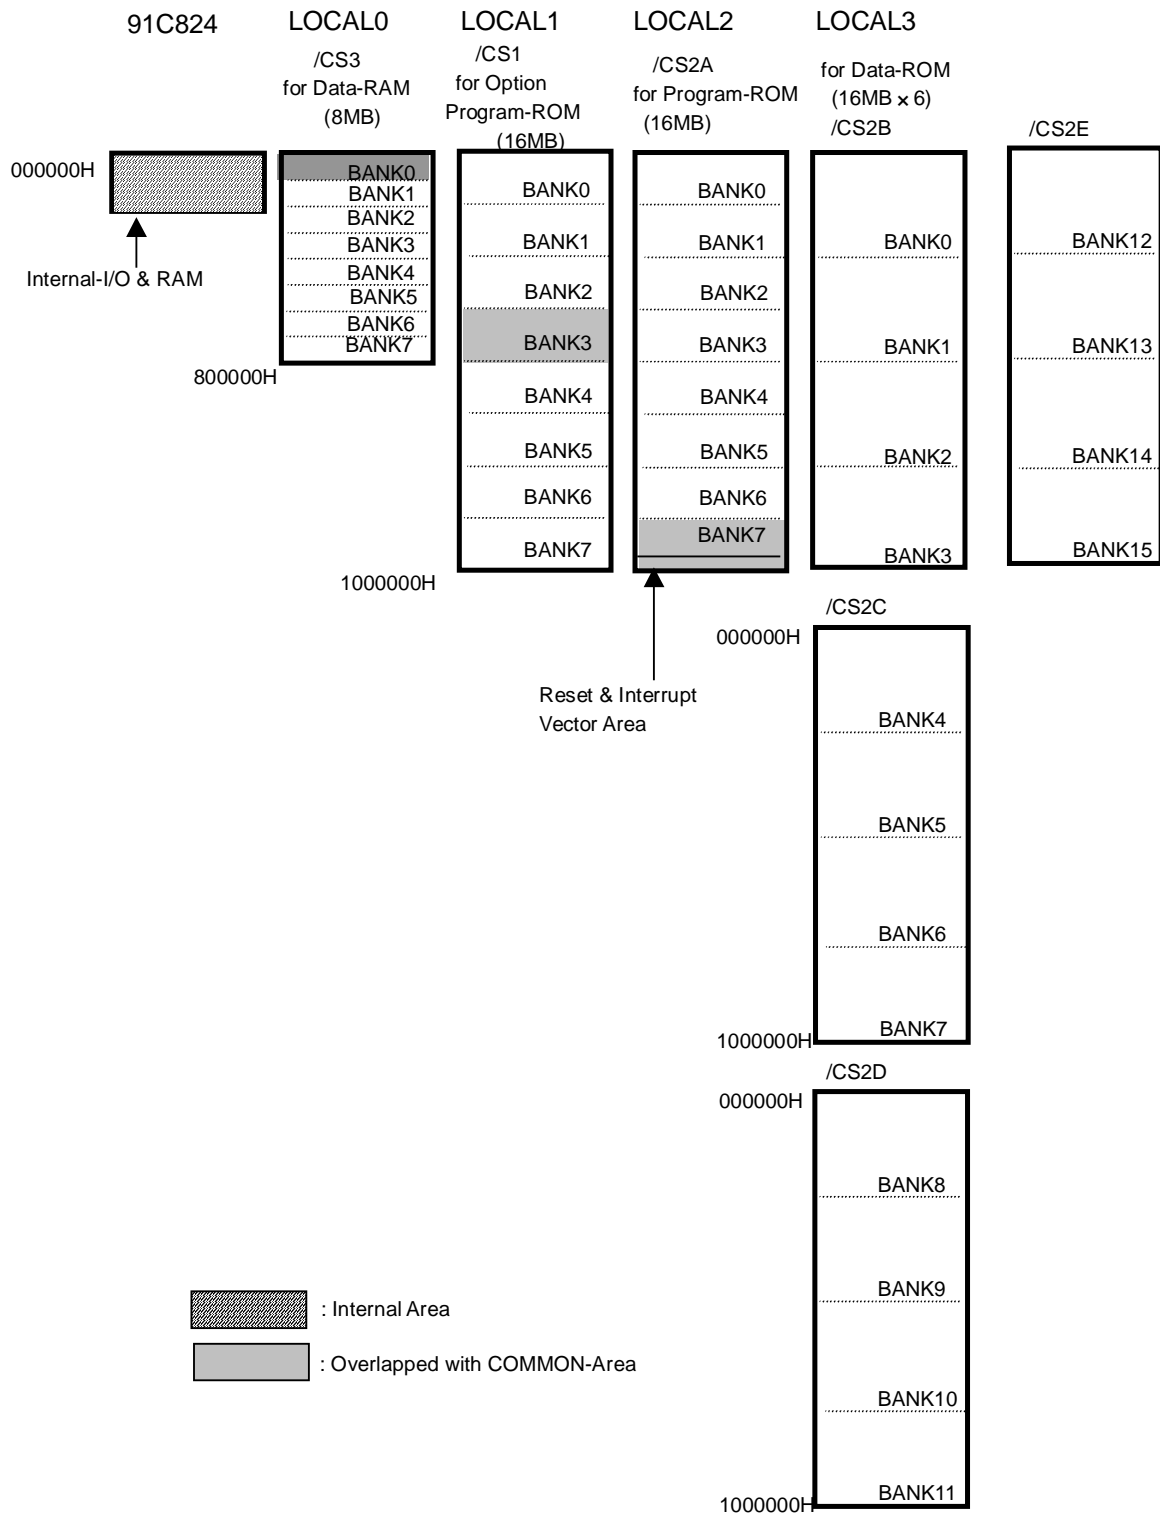 91C824
LOCAL0
LOCAL1
LOCAL2
LOCAL3
/CS3
for Data-RAM
(8MB)
/CS1
for Option
Program-ROM
(16MB)
/CS2A
for Program-ROM
(16MB)
for Data-ROM
(16MB × 6)
/CS2B
/CS2E
000000H
Internal-I/O & RAM
BANK0
BANK1
BANK2
BANK3
BANK4
BANK5
BANK6
BANK7
800000H
BANK0
BANK1
BANK2
BANK3
BANK4
BANK5
BANK6
BANK7
1000000H
BANK0
BANK1
BANK2
BANK3
BANK4
BANK5
BANK6
BANK7
Reset & Interrupt
Vector Area
BANK0
BANK1
BANK2
BANK3
BANK12
BANK13
BANK14
BANK15
/CS2C
000000H
BANK4
BANK5
BANK6
BANK7
1000000H
/CS2D
000000H
BANK8
BANK9
BANK10
BANK11
1000000H
: Internal Area
: Overlapped with COMMON-Area